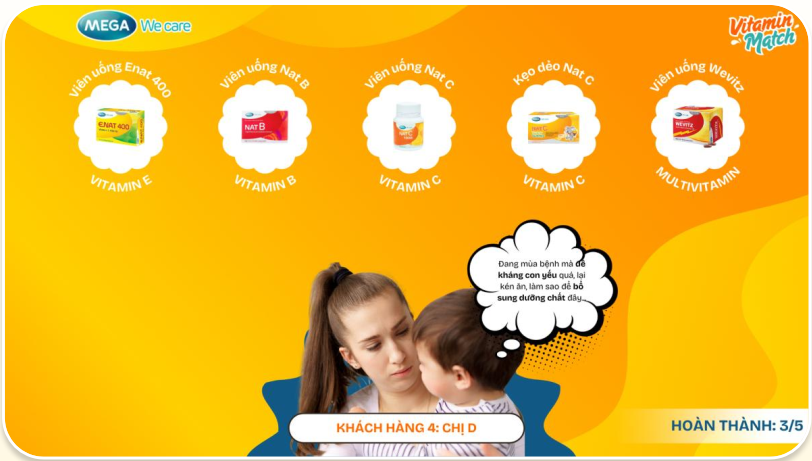 MEGA We care
Vitamin
Match
Viên uống Enat 400
Viên uống Nat B
Viên uống Nat C
Kẹo dẻo Nat C
Viên uống Wevitz
ENAT 400
NAT B
NAT C
NAT C
WEVITZ
VITAMIN E
VITAMIN B
VITAMIN C
VITAMIN C
MULTIVITAMIN
Đang mùa bệnh mà đề
kháng con yếu quá, lại
kén ăn, làm sao để bổ
sung dưỡng chất đây...
KHÁCH HÀNG 4: CHỊ D
HOÀN THÀNH: 3/5